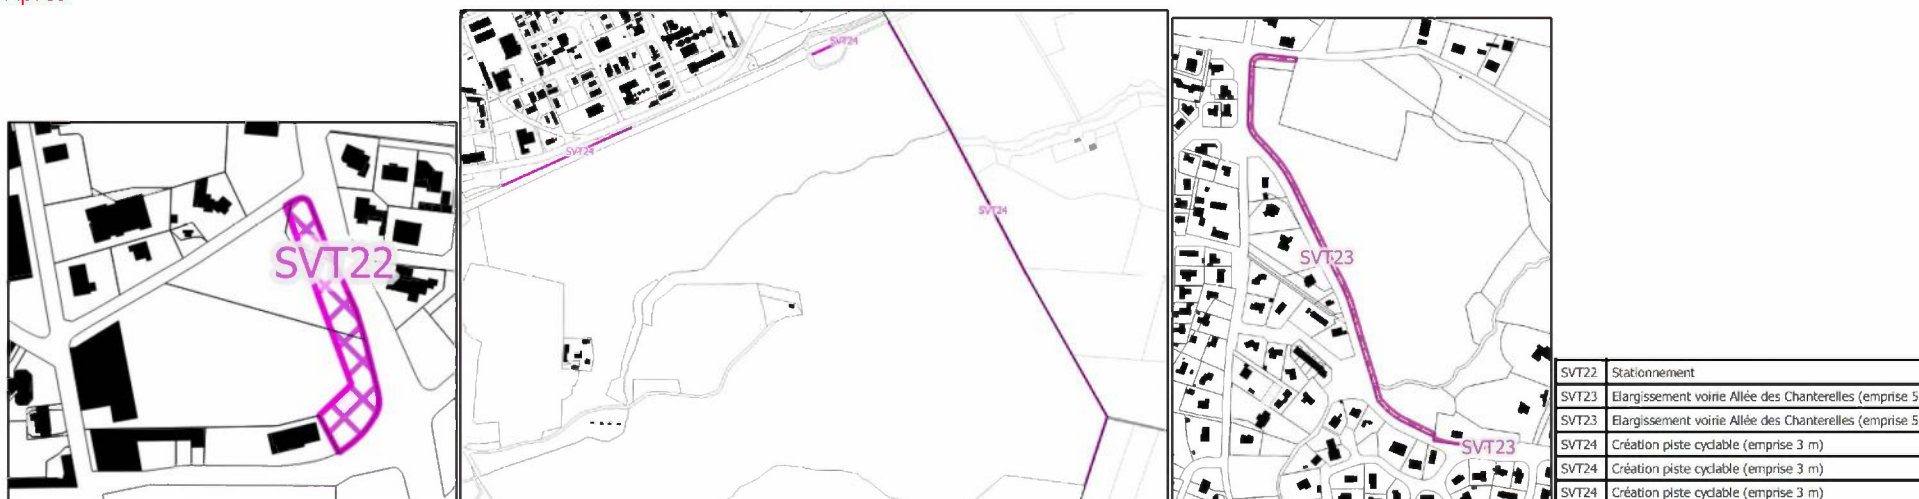 SVT22
SVT24
SVT24
SVT24
SVT23
SVT23
SVT22 Stationnement
SVT23 Elargissement voirie Allée des Chanterelles (emprise 5
SVT23 Elargissement voirie Allée des Chanterelles (emprise 5
SVT24 Création piste cyclable (emprise 3 m)
SVT24 Création piste cyclable (emprise 3 m)
SVT24 Création piste cyclable (emprise 3 m)